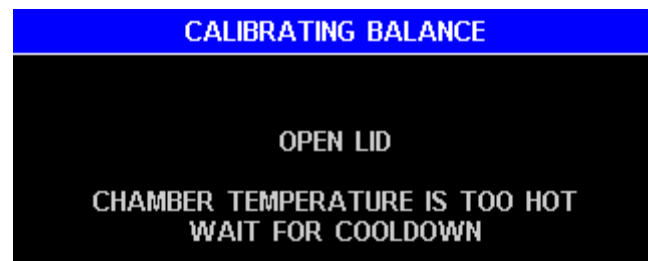 CALIBRATING BALANCE
OPEN LID
CHAMBER TEMPERATURE IS TOO HOT
WAIT FOR COOLDOWN